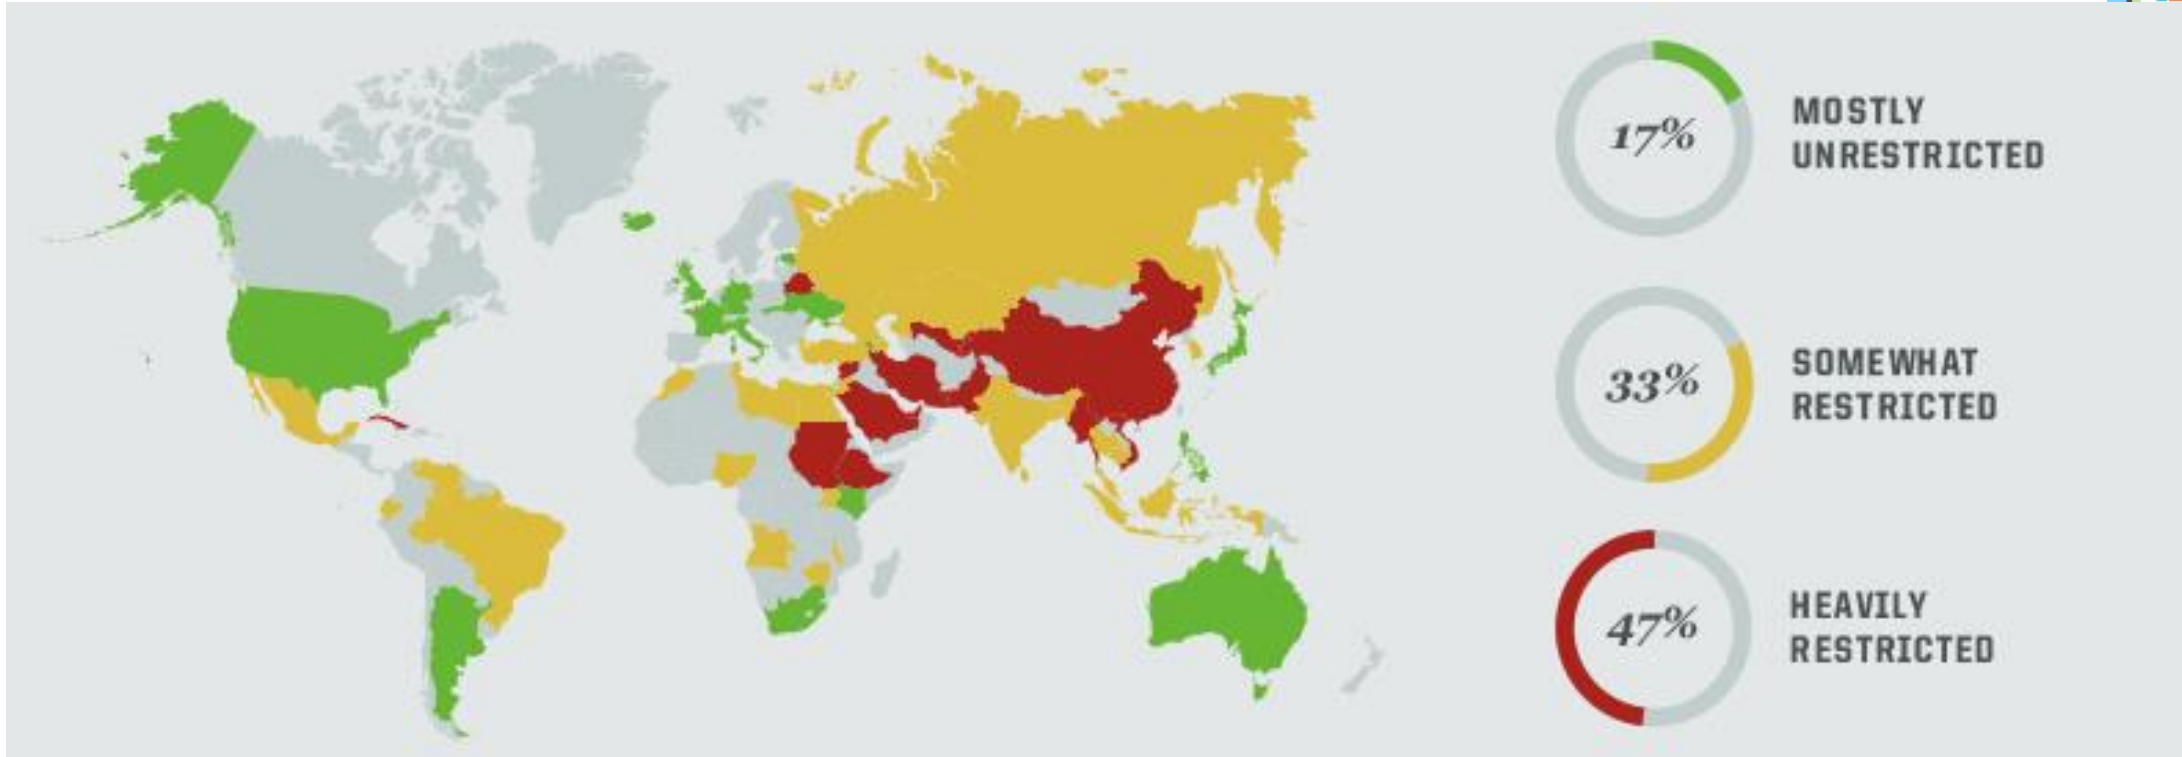 17%
MOSTLY
UNRESTRICTED
33%
SOMEWHAT
RESTRICTED
47%
HEAVILY
RESTRICTED